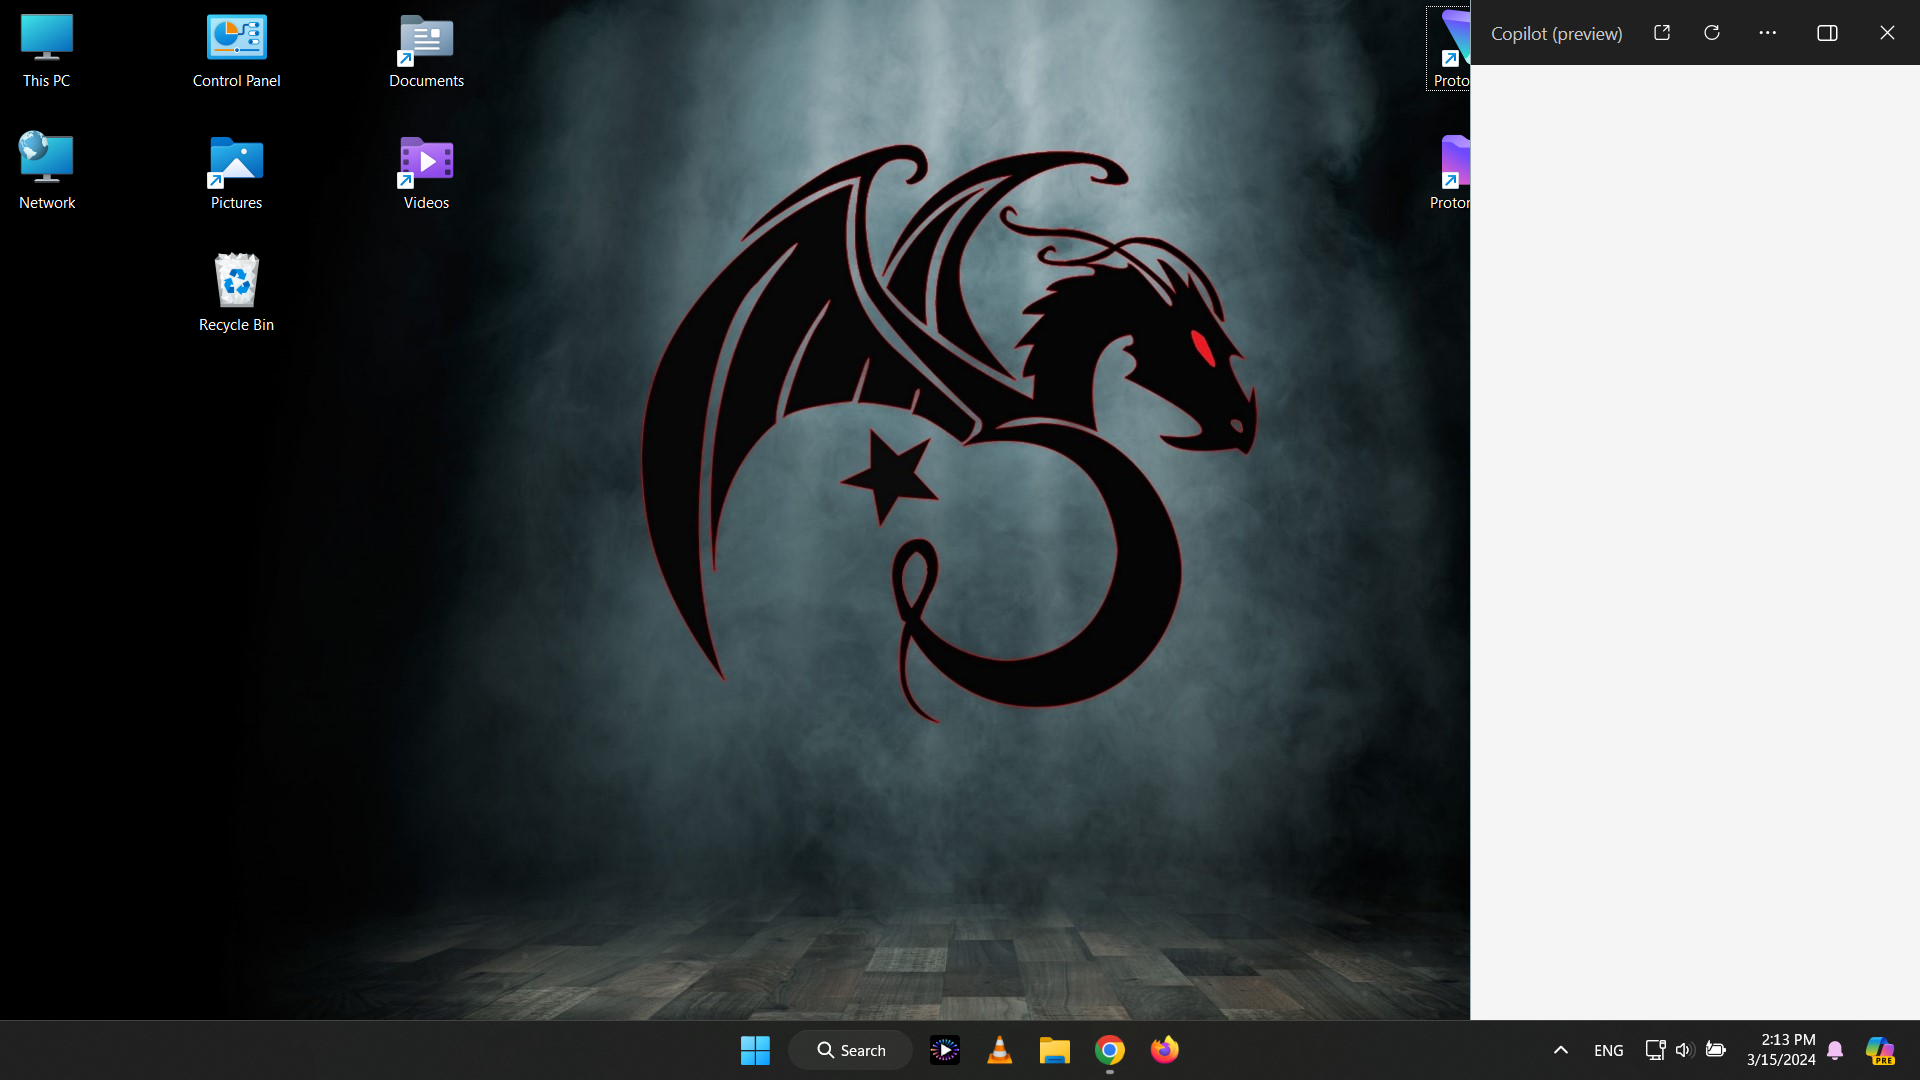 This PC
Control Panel
Documents
Proto
Copilot (preview)
Network
Pictures
Videos
Proton
Recycle Bin
Search
ENG
2:13 PM
3/15/2024
PRE